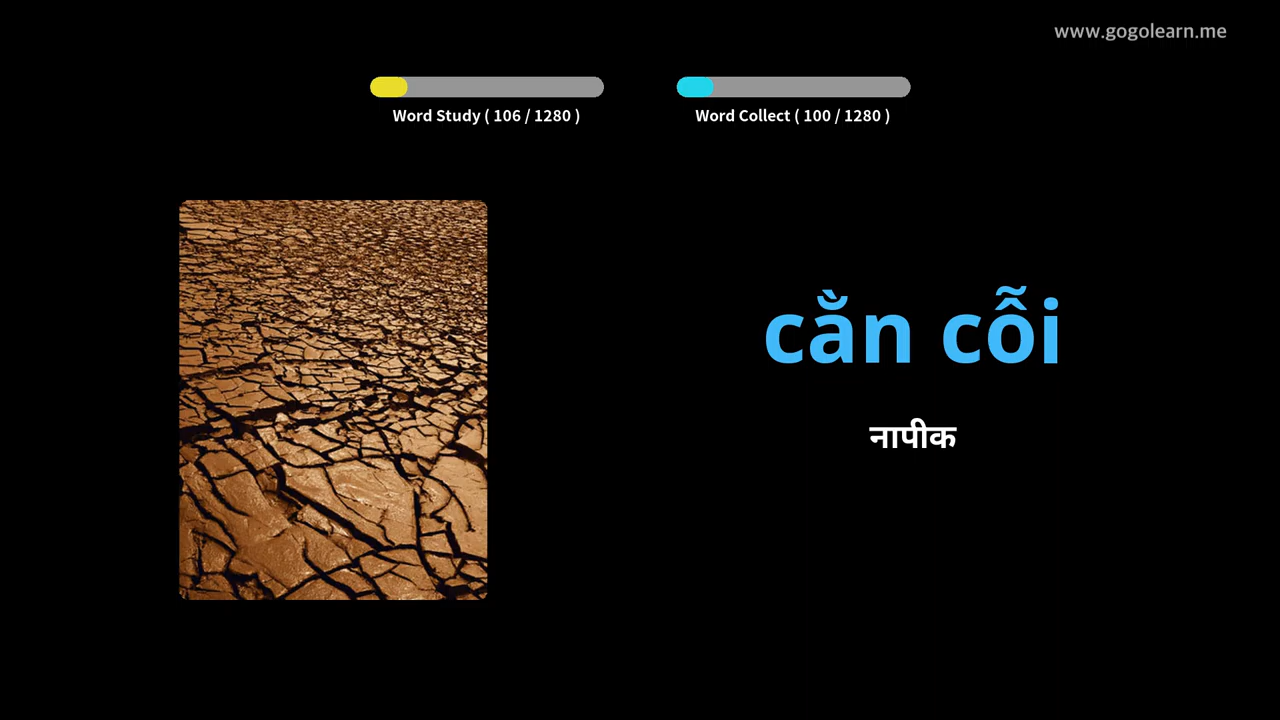 www.gogolearn.me
Word Study ( 106 / 1280 )
Word Collect ( 100 / 1280 )
cằn cỗi
नापीक